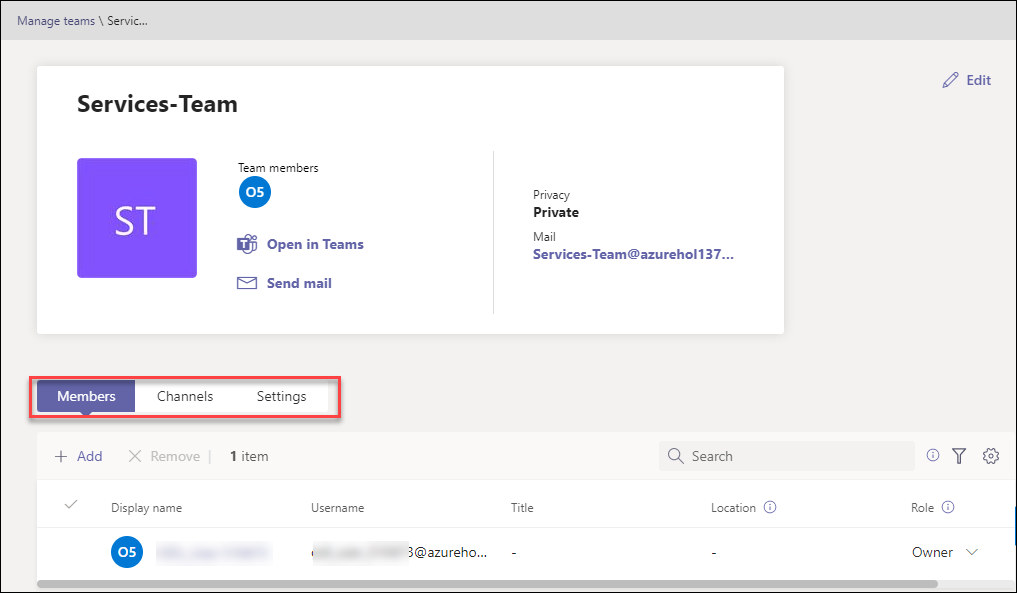 Manage teams \ Servic...
Edit
Services-Team
ST
Team members
O5
Open in Teams
Send mail
Privacy
Private
Mail
Services-Team@azurehol137...
Members Channels Settings
+ Add Remove | 1 item Search
Display name Username Title Location Role
O5 3@azureho... - - Owner